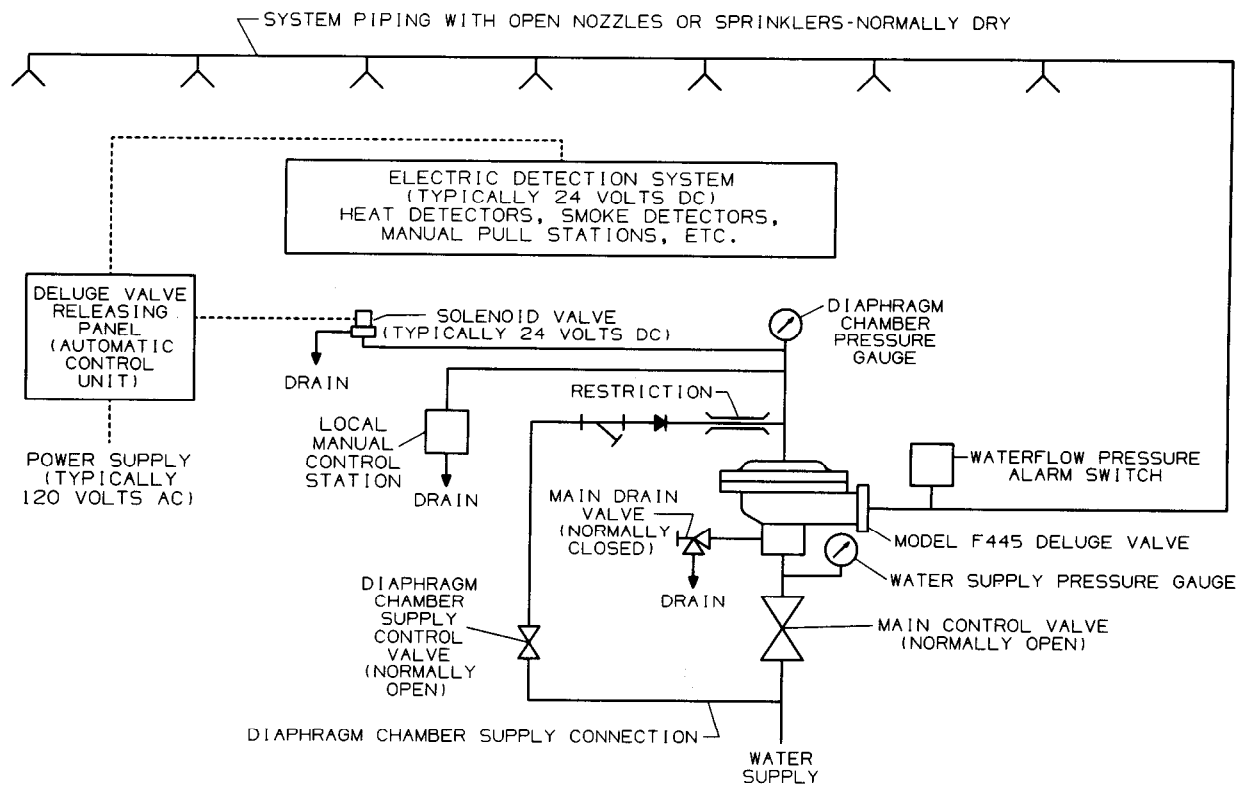 SYSTEM PIPING WITH OPEN NOZZLES OR SPRINKLERS-NORMALLY DRY
ELECTRIC DETECTION SYSTEM
(TYPICALLY 24 VOLTS DC)
HEAT DETECTORS, SMOKE DETECTORS,
MANUAL PULL STATIONS, ETC.
DELUGE VALVE
RELEASING
PANEL
(AUTOMATIC
CONTROL
UNIT)
SOLENOID VALVE
(TYPICALLY 24 VOLTS DC)
DRAIN
DIAPHRAGM
CHAMBER
PRESSURE
GAUGE
RESTRICTION
LOCAL
MANUAL
CONTROL
STATION
DRAIN
POWER SUPPLY
(TYPICALLY
120 VOLTS AC)
WATERFLOW PRESSURE
ALARM SWITCH
MAIN DRAIN
VALVE
(NORMALLY
CLOSED)
DRAIN
MODEL F445 DELUGE VALVE
WATER SUPPLY PRESSURE GAUGE
DIAPHRAGM
CHAMBER
SUPPLY
CONTROL
VALVE
(NORMALLY
OPEN)
MAIN CONTROL VALVE
(NORMALLY OPEN)
DIAPHRAGM CHAMBER SUPPLY CONNECTION
WATER
SUPPLY